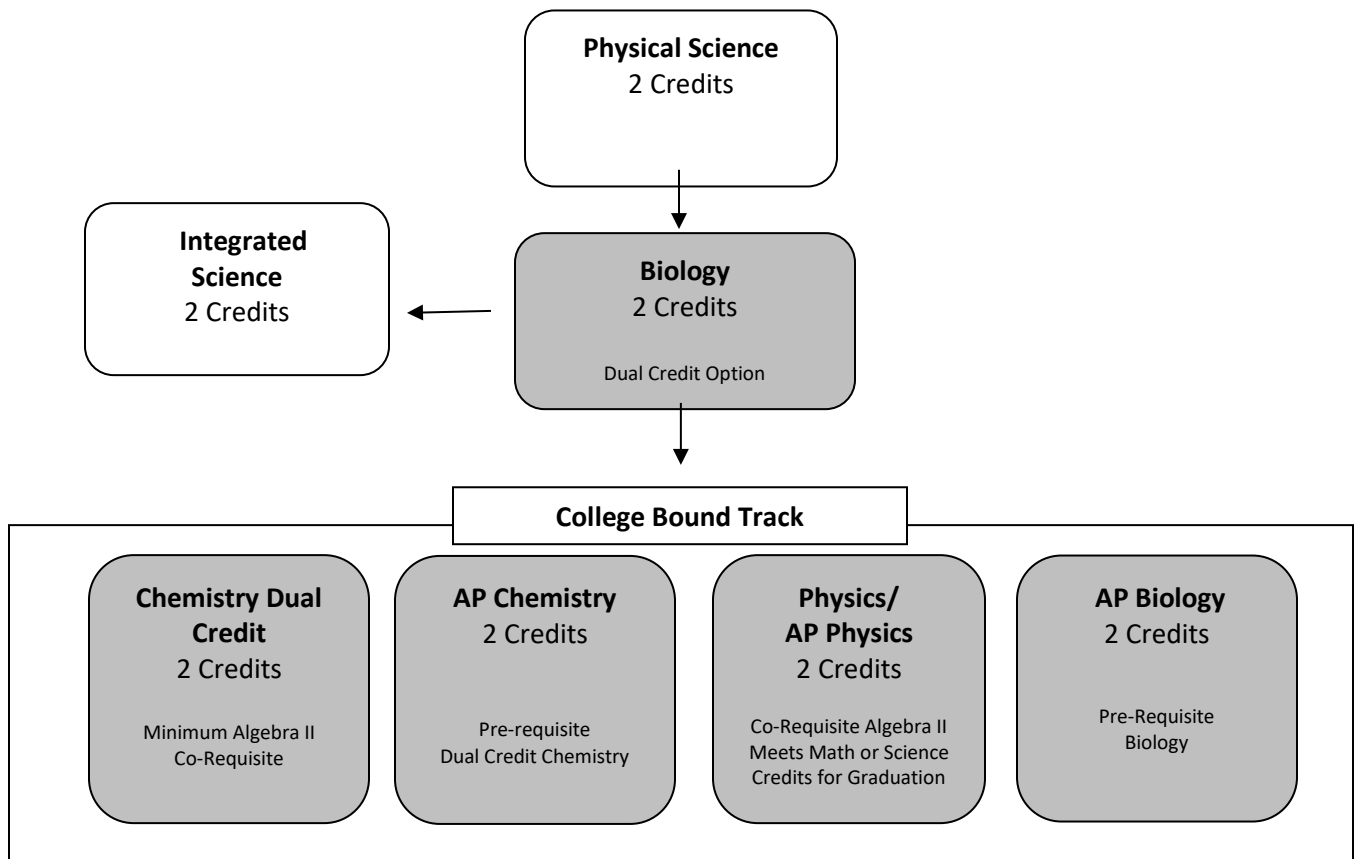 Physical Science
2 Credits
Integrated
Science
2 Credits
Biology
2 Credits
Dual Credit Option
College Bound Track
Chemistry Dual
Credit
2 Credits
Minimum Algebra II
Co-Requisite
AP Chemistry
2 Credits
Pre-requisite
Dual Credit Chemistry
Physics/
AP Physics
2 Credits
Co-Requisite Algebra II
Meets Math or Science
Credits for Graduation
AP Biology
2 Credits
Pre-Requisite
Biology